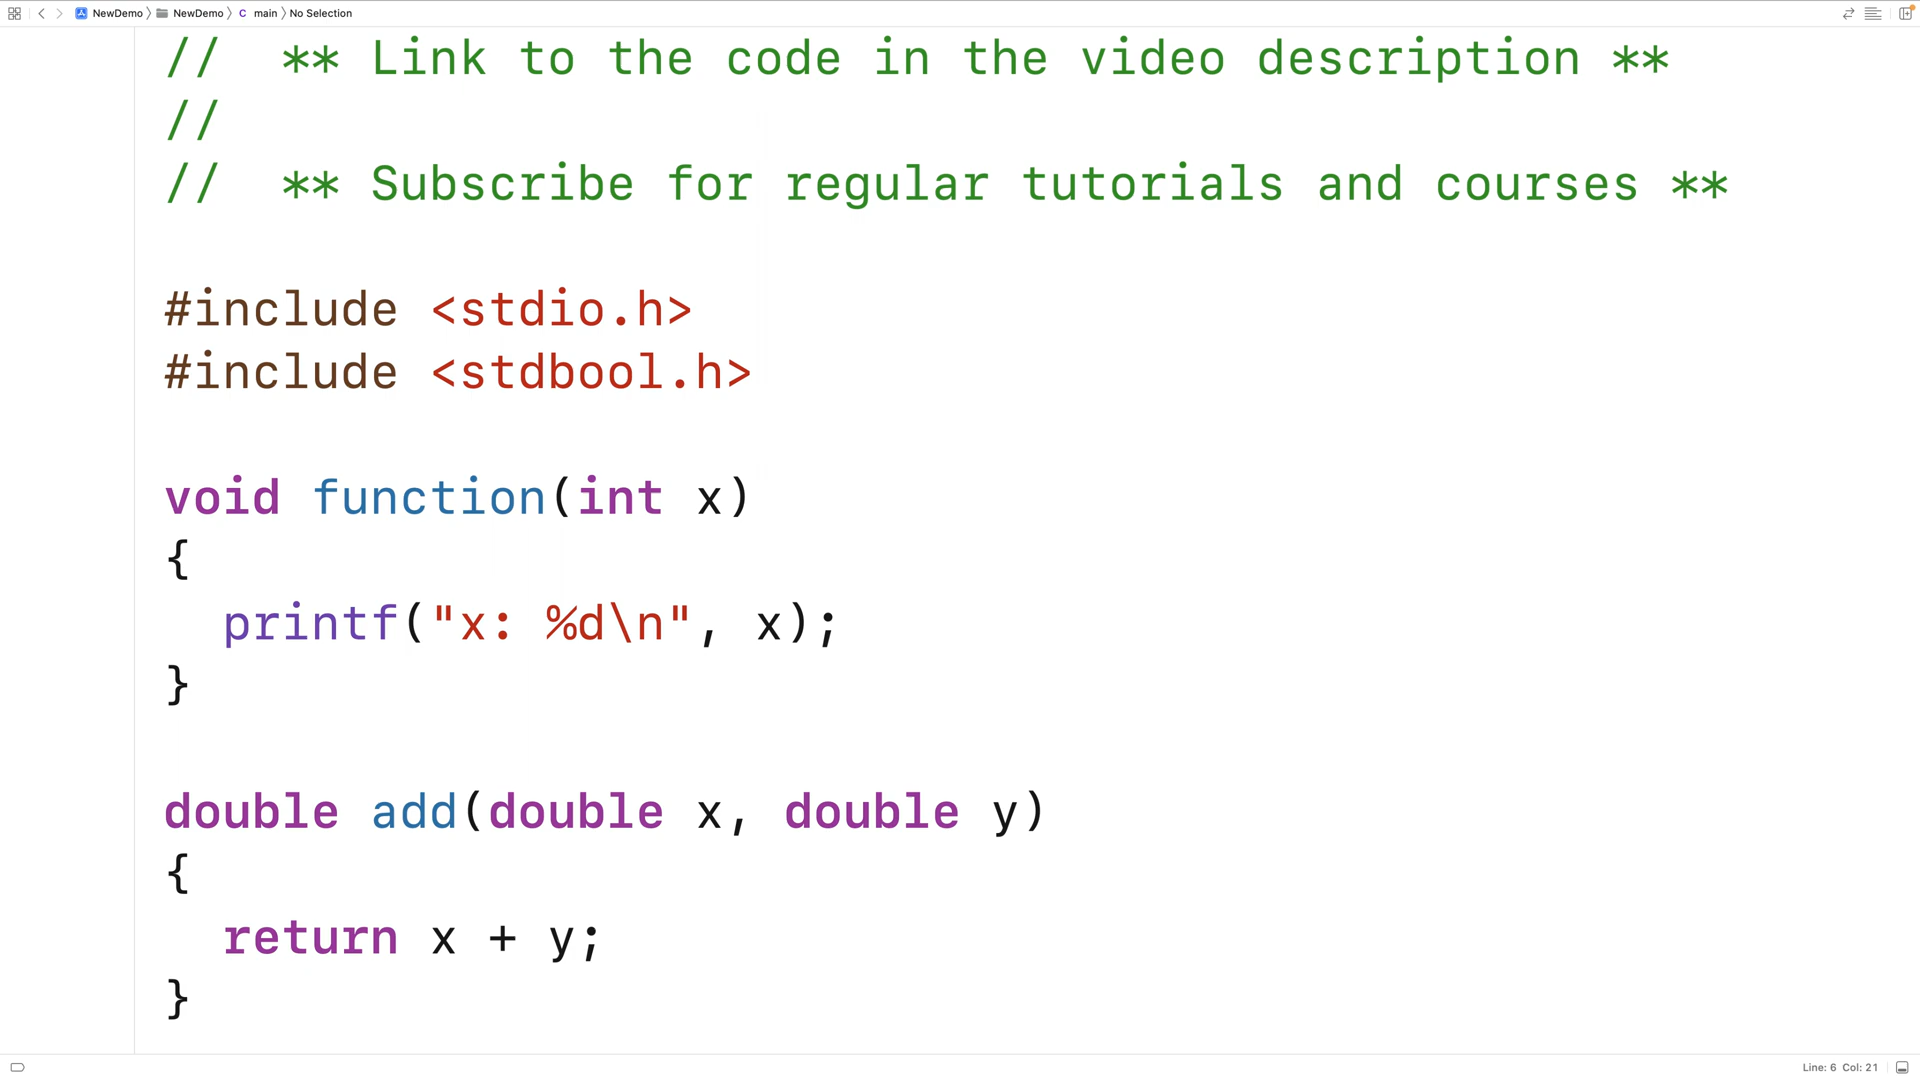 NewDemo NewDemo C main No Selection
//  ** Link to the code in the video description **
//
//  ** Subscribe for regular tutorials and courses **
#include <stdio.h>
#include <stdbool.h>
void function(int x)
{
  printf("x: %d\n", x);
}
double add(double x, double y)
{
  return x + y;
}
Line: 6 Col: 21